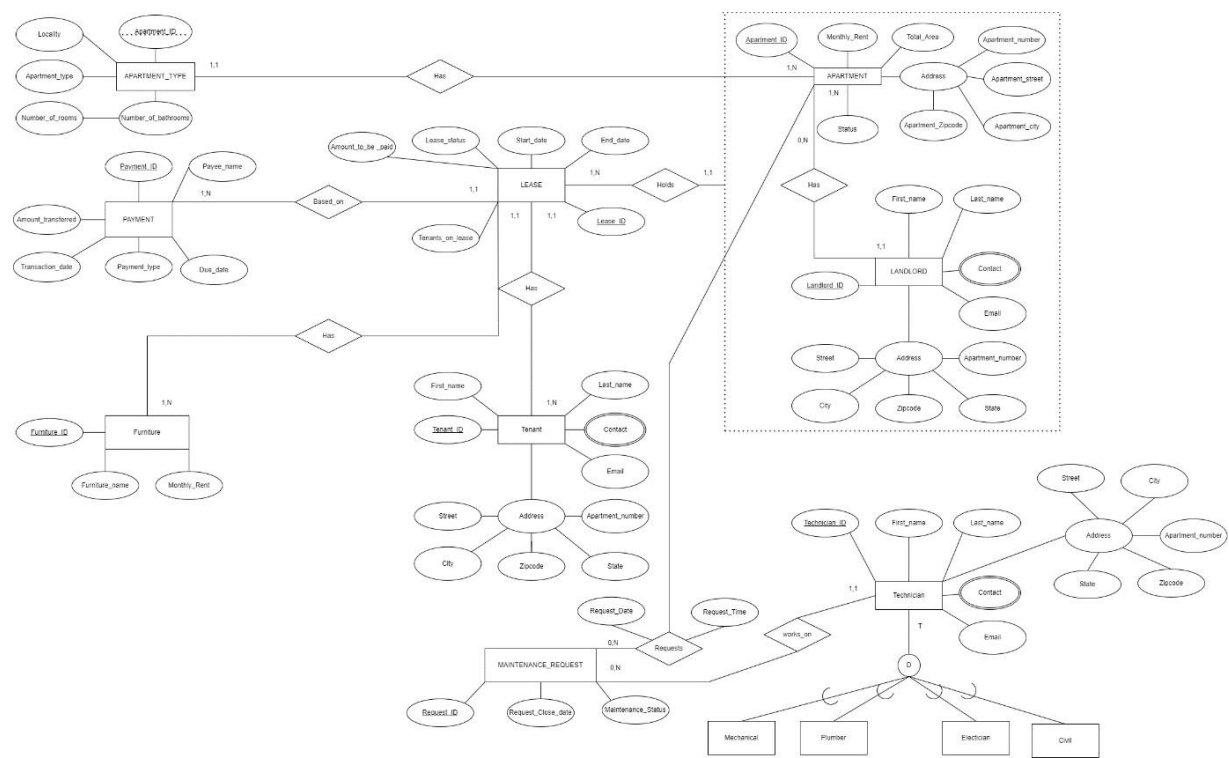 Locality
Apartment_ID
Apartment_type
APARTMENT_TYPE
1,1
Number_of_rooms
Number_of_bathrooms
Has
Apartment_ID
Monthly_Rent
Total_Area
Apartment_number
1,N
APARTMENT
Address
Apartment_street
1,N
Status
Apartment_Zipcode
Apartment_city
0,N
Payment_ID
Payee_name
1,N
Amount_transferred
PAYMENT
Transaction_date
Payment_type
Due_date
Based_on
Amount_to_be _paid
Lease_status
Start_date
End_date
1,1
LEASE
1,N
Holds
1,1
1,1
1,1
Lease_ID
Tenants_on_lease
Has
First_name
Last_name
1,1
LANDLORD
Contact
Landlord_ID
Email
Street
Address
Apartment_number
City
Zipcode
State
Has
Has
1,N
Furniture_ID
Furniture
Furniture_name
Monthly_Rent
First_name
1,N
Last_name
Tenant_ID
Tenant
Contact
Email
Street
Address
Apartment_number
City
Zipcode
State
Request_Date
Request_Time
0,N
Requests
MAINTENANCE_REQUEST
0,N
Request_ID
Request_Close_date
Maintenance_Status
works_on
1,1
Technician_ID
First_name
Last_name
Street
City
Address
Apartment_number
State
Zipcode
Technician
Contact
Email
T
D
Mechanical
Plumber
Electician
Civil